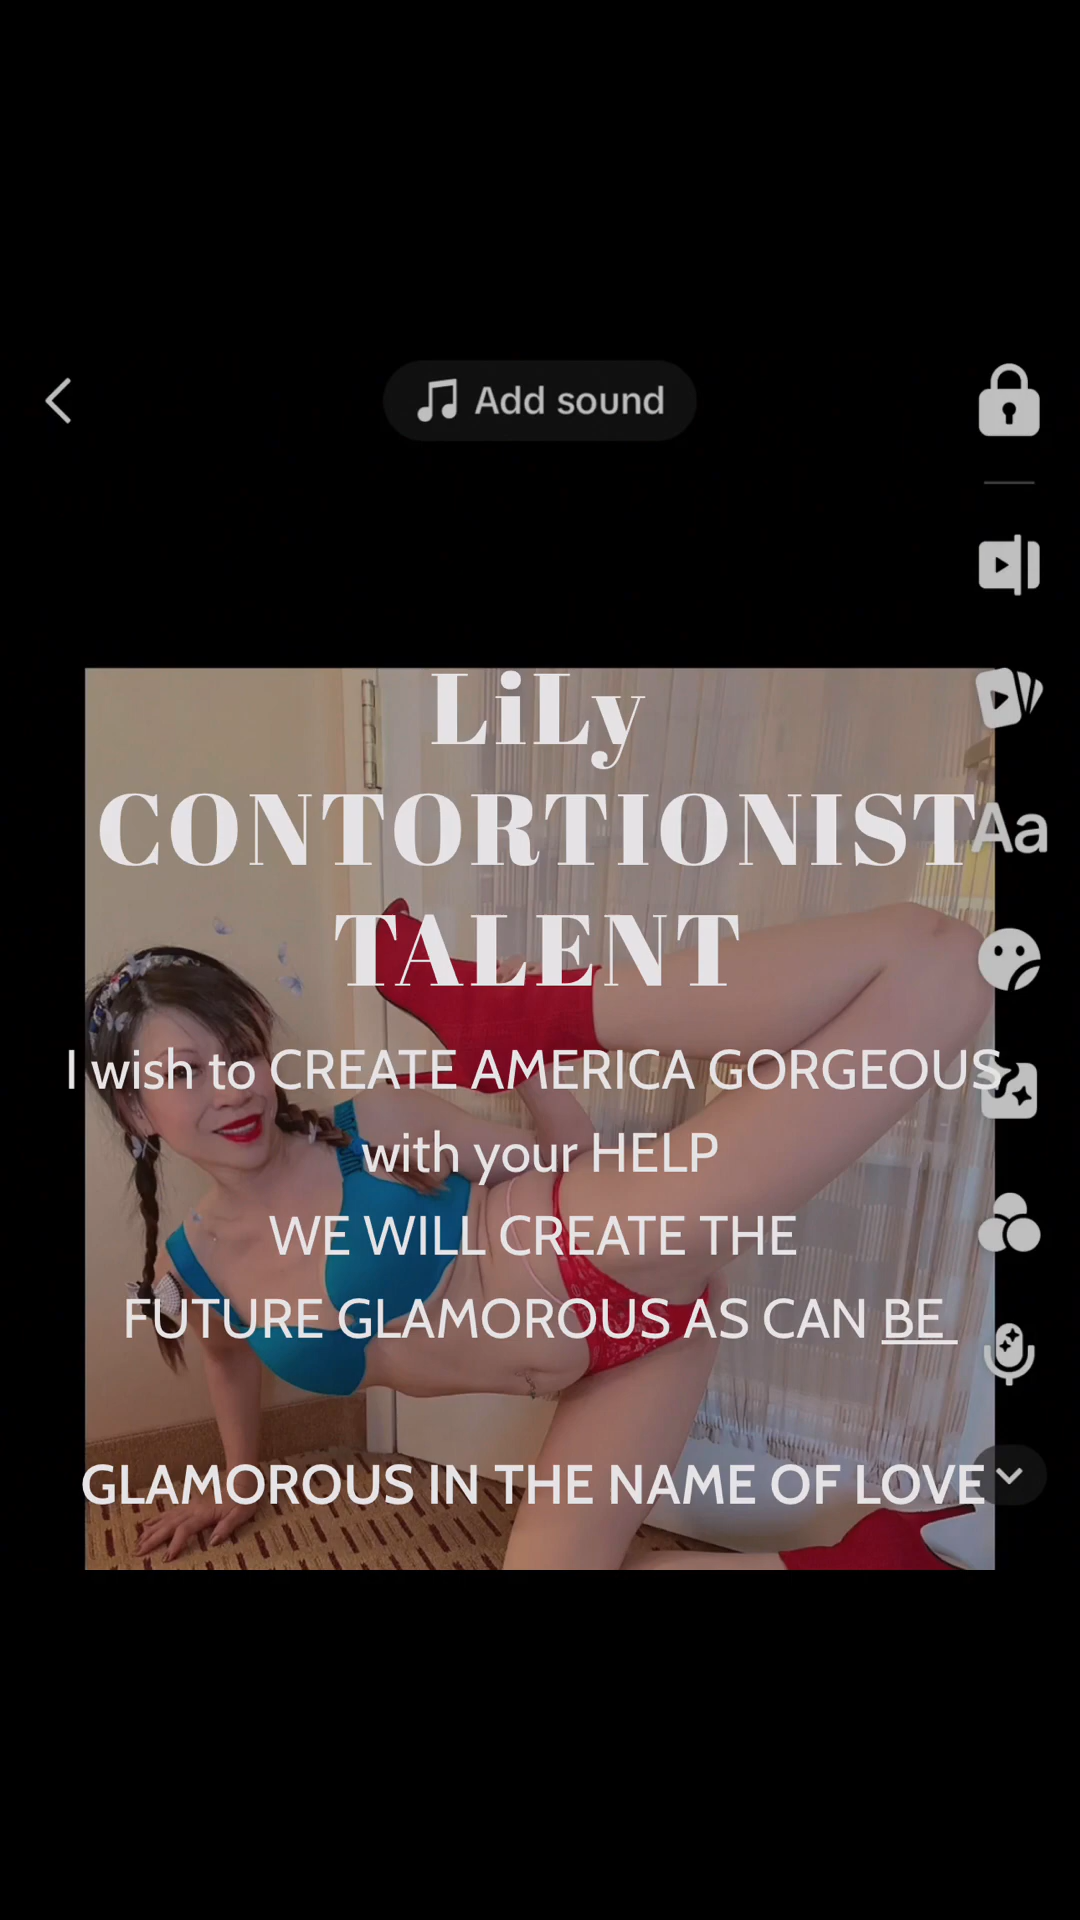 Add sound
LiLy
CONTORTIONIST
Aa
TALENT
I wish to CREATE AMERICA GORGEOUS
with your HELP
WE WILL CREATE THE
FUTURE GLAMOROUS AS CAN BE
GLAMOROUS IN THE NAME OF LOVE